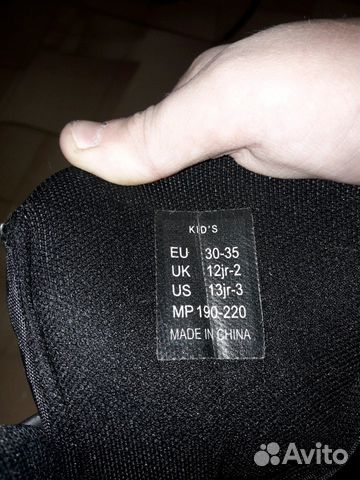 KID'S
EU 30-35
UK 12jr-2
US 13jr-3
MP 190-220
MADE IN CHINA
Avito